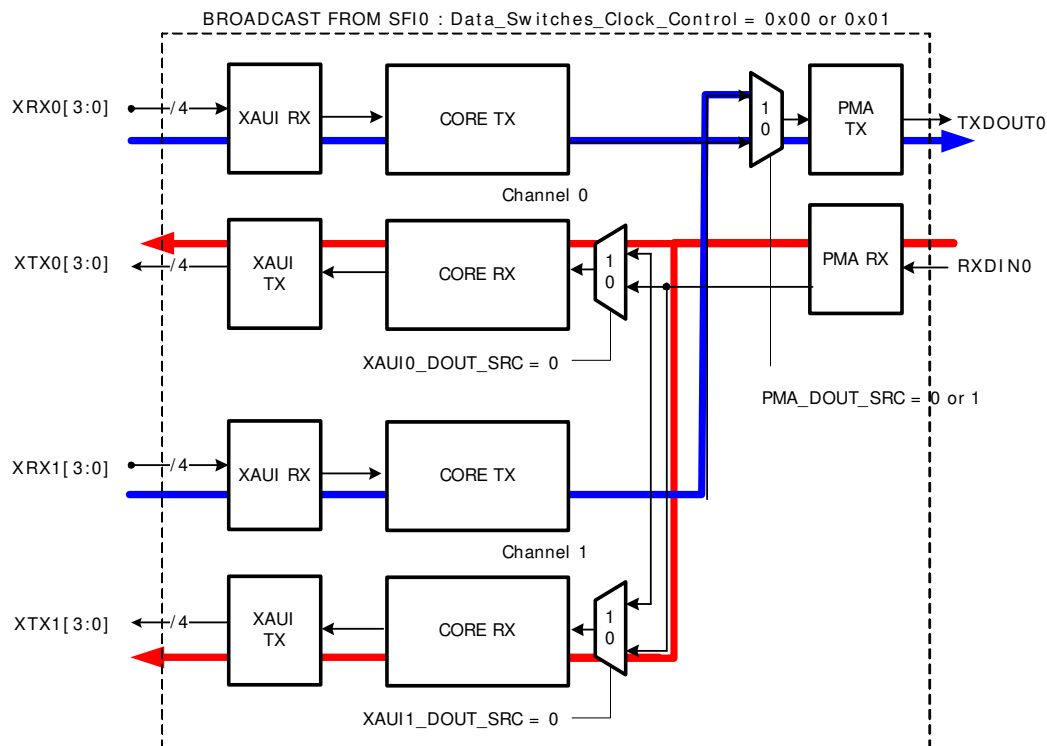 BROADCAST FROM SFI0 : Data_Switches_Clock_Control = 0x00 or 0x01
XRX0[3:0]
/4
XAUI RX
CORE TX
1
0
PMA
TX
TXDOUT0
Channel 0
XTX0[3:0]
/4
XAUI
TX
CORE RX
1
0
PMA RX
RXDIN0
XAUI0_DOUT_SRC = 0
PMA_DOUT_SRC = 0 or 1
XRX1[3:0]
/4
XAUI RX
CORE TX
Channel 1
XTX1[3:0]
/4
XAUI
TX
CORE RX
1
0
XAUI1_DOUT_SRC = 0